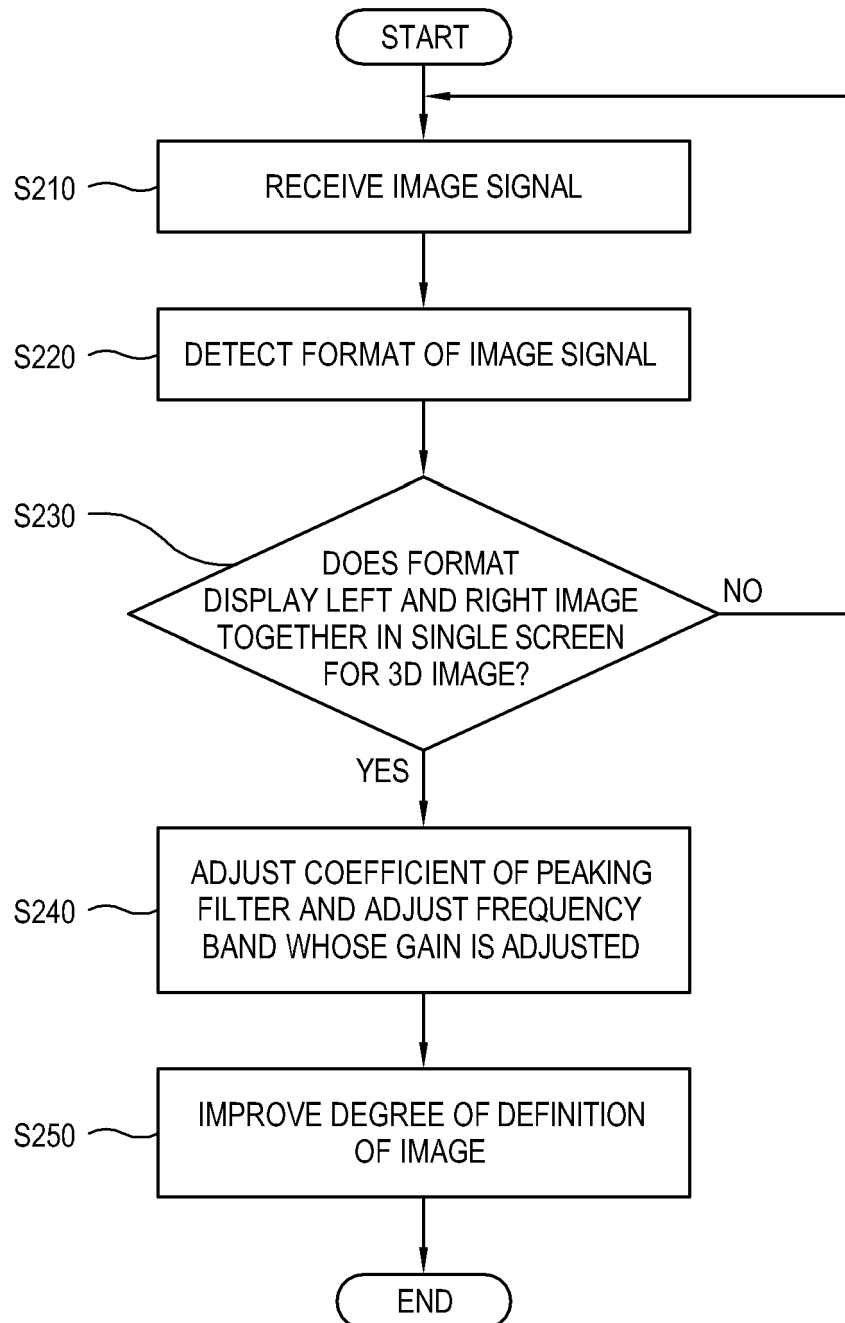 START
S210
RECEIVE IMAGE SIGNAL
S220
DETECT FORMAT OF IMAGE SIGNAL
S230
DOES FORMAT
DISPLAY LEFT AND RIGHT IMAGE
TOGETHER IN SINGLE SCREEN
FOR 3D IMAGE?
NO
YES
S240
ADJUST COEFFICIENT OF PEAKING
FILTER AND ADJUST FREQUENCY
BAND WHOSE GAIN IS ADJUSTED
S250
IMPROVE DEGREE OF DEFINITION
OF IMAGE
END